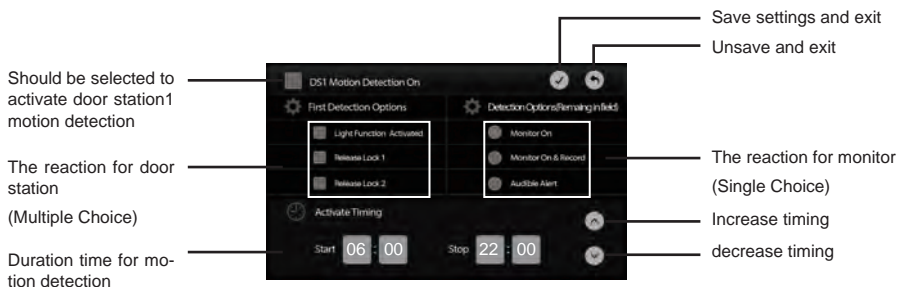 Save settings and exit
Unsave and exit
Should be selected to
activate door station1
motion detection
The reaction for door
station
(Multiple Choice)
Duration time for mo-
tion detection
DS1 Motion Detection On
First Detection Options
Detection Options(Remaing in field)
Light Function Activated
Monitor On
Release Lock 1
Monitor On & Record
Release Lock 2
Audible Alert
Activate Timing
Start 06 : 00
Stop 22 : 00
The reaction for monitor
(Single Choice)
Increase timing
decrease timing